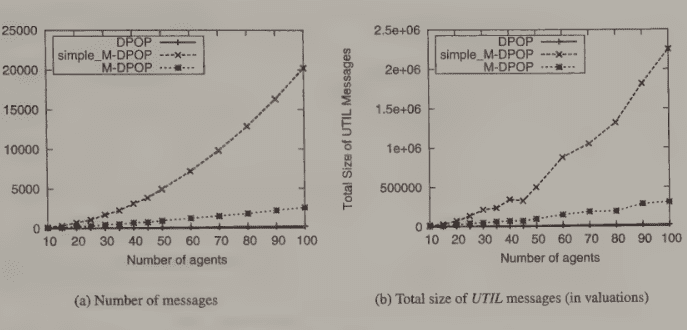 25000
20000
15000
10000
5000
0
DPOP
simple_M-DPOP
M-DPOP
10 20 30 40 50 60 70 80 90 100
Number of agents
(a) Number of messages
Total Size of UTIL Messages
2.5e+06
2e+06
1.5e+06
1e+06
500000
0
DPOP
simple_M-DPOP
M-DPOP
10 20 30 40 50 60 70 80 90 100
Number of agents
(b) Total size of UTIL messages (in valuations)